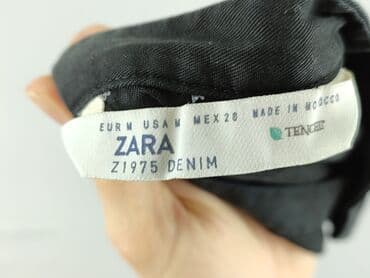 EUR M USA M MEX 28 MADE IN MOROCCO
ZARA
TENCEL
Z1975 DENIM